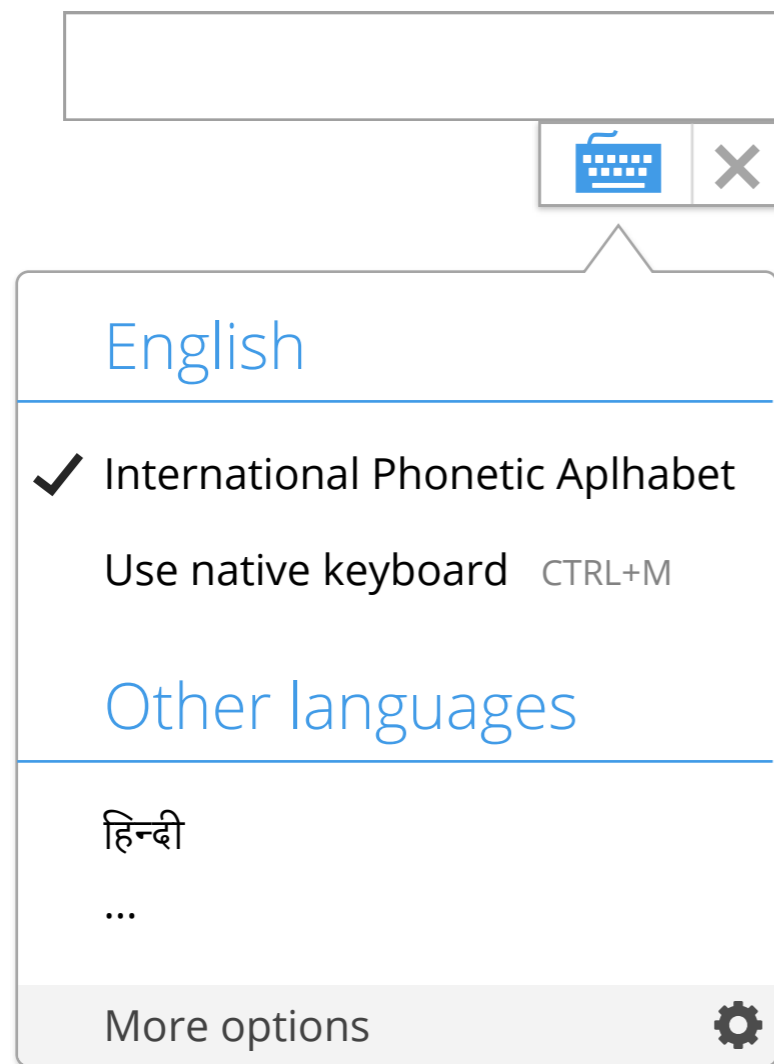 English
International Phonetic Aplhabet
Use native keyboard CTRL+M
Other languages
हिन्दी
...
More options